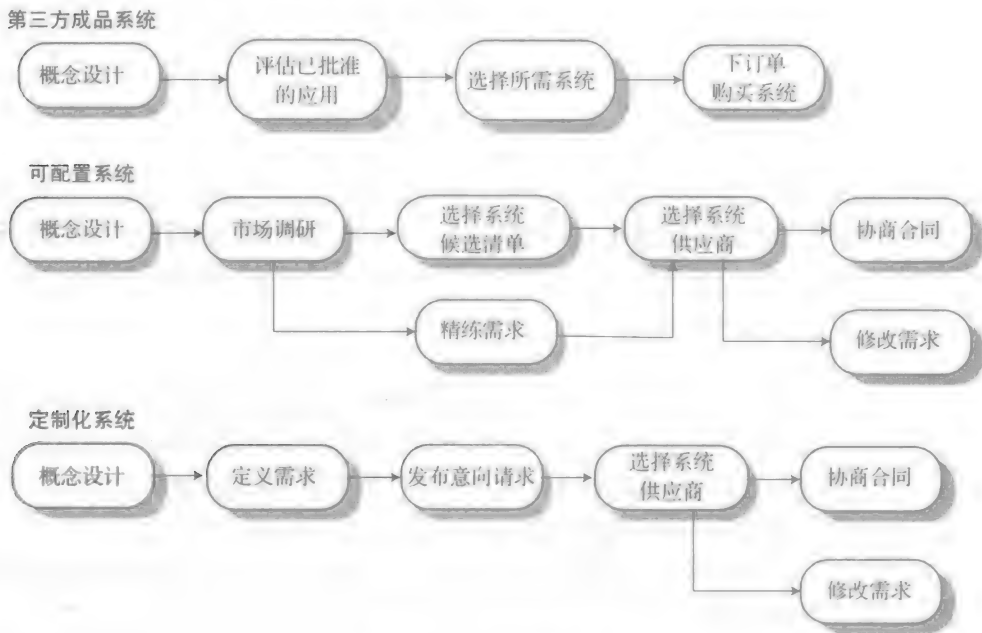 第三方成品系统
概念设计
评估已批准
的应用
选择所需系统
下订单
购买系统
可配置系统
概念设计
市场调研
选择系统
候选清单
选择系统
供应商
协商合同
精练需求
修改需求
定制化系统
概念设计
定义需求
发布意向请求
选择系统
供应商
协商合同
修改需求